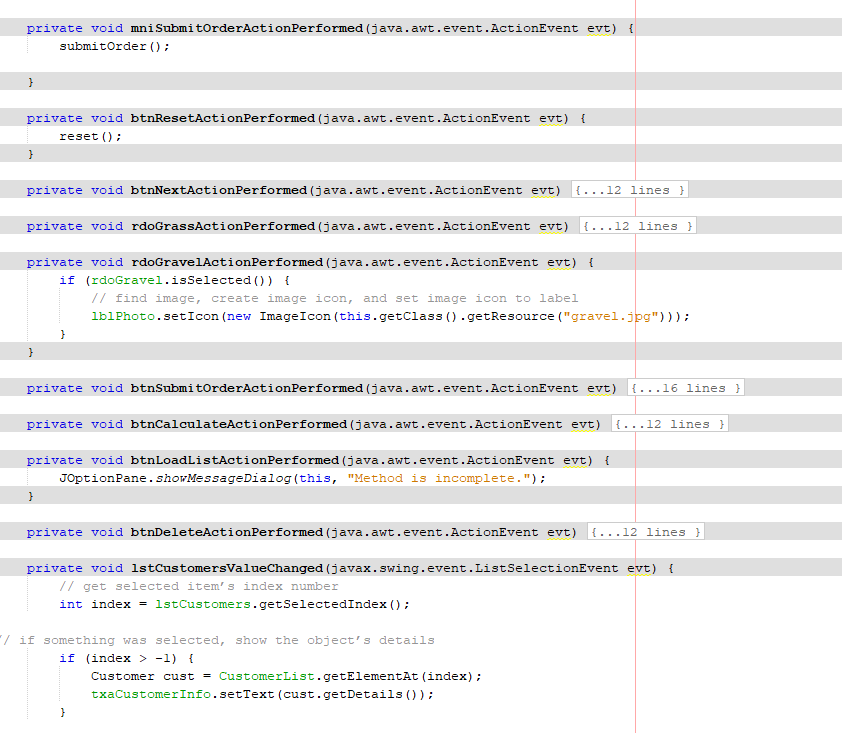 private void mniSubmitOrderActionPerformed(java.awt.event.ActionEvent evt) {
submitOrder();
}
private void btnResetActionPerformed(java.awt.event.ActionEvent evt) {
reset();
}
private void btnNextActionPerformed(java.awt.event.ActionEvent evt) {...12 lines }
private void rdoGrassActionPerformed(java.awt.event.ActionEvent evt) {...12 lines }
private void rdoGravelActionPerformed(java.awt.event.ActionEvent evt) {
if (rdoGravel.isSelected()) {
// find image, create image icon, and set image icon to label
lblPhoto.setIcon(new ImageIcon(this.getClass().getResource("gravel.jpg")));
}
}
private void btnSubmitOrderActionPerformed(java.awt.event.ActionEvent evt) {...16 lines }
private void btnCalculateActionPerformed(java.awt.event.ActionEvent evt) {...12 lines }
private void btnLoadListActionPerformed(java.awt.event.ActionEvent evt) {
JOptionPane.showMessageDialog(this, "Method is incomplete.");
}
private void btnDeleteActionPerformed(java.awt.event.ActionEvent evt) {...12 lines }
private void lstCustomersValueChanged(javax.swing.event.ListSelectionEvent evt) {
// get selected item's index number
int index = lstCustomers.getSelectedIndex();
// if something was selected, show the object's details
if (index > -1) {
Customer cust = CustomerList.getElementAt(index);
txaCustomerInfo.setText(cust.getDetails());
}